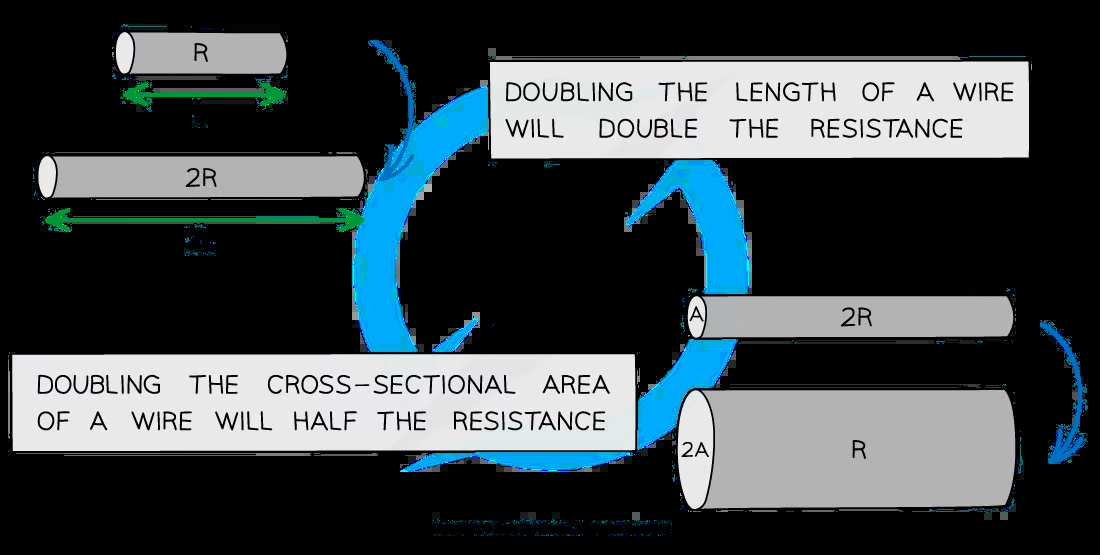 R
DOUBLING THE LENGTH OF A WIRE
WILL DOUBLE THE RESISTANCE
2R
A
2R
DOUBLING THE CROSS-SECTIONAL AREA
OF A WIRE WILL HALF THE RESISTANCE
2A
R